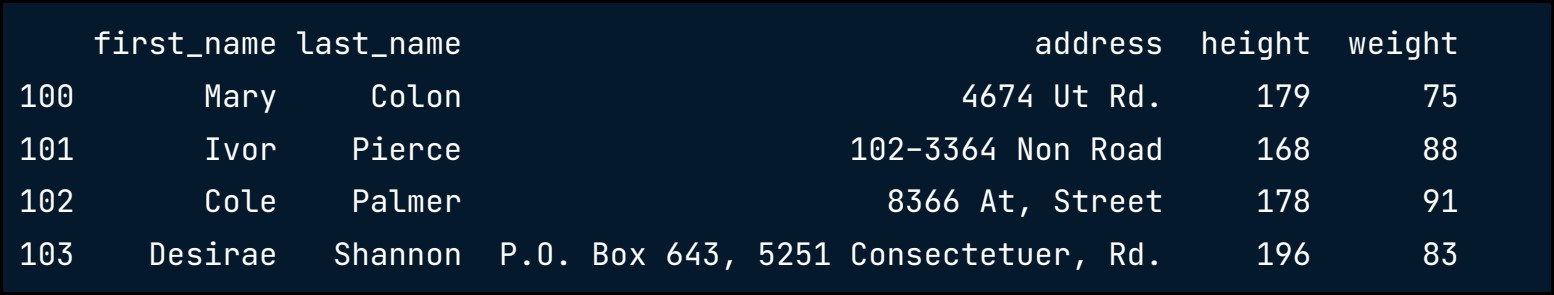 first_name last_name address height weight
100 Mary Colon 4674 Ut Rd. 179 75
101 Ivor Pierce 102-3364 Non Road 168 88
102 Cole Palmer 8366 At, Street 178 91
103 Desirae Shannon P.O. Box 643, 5251 Consectetuer, Rd. 196 83